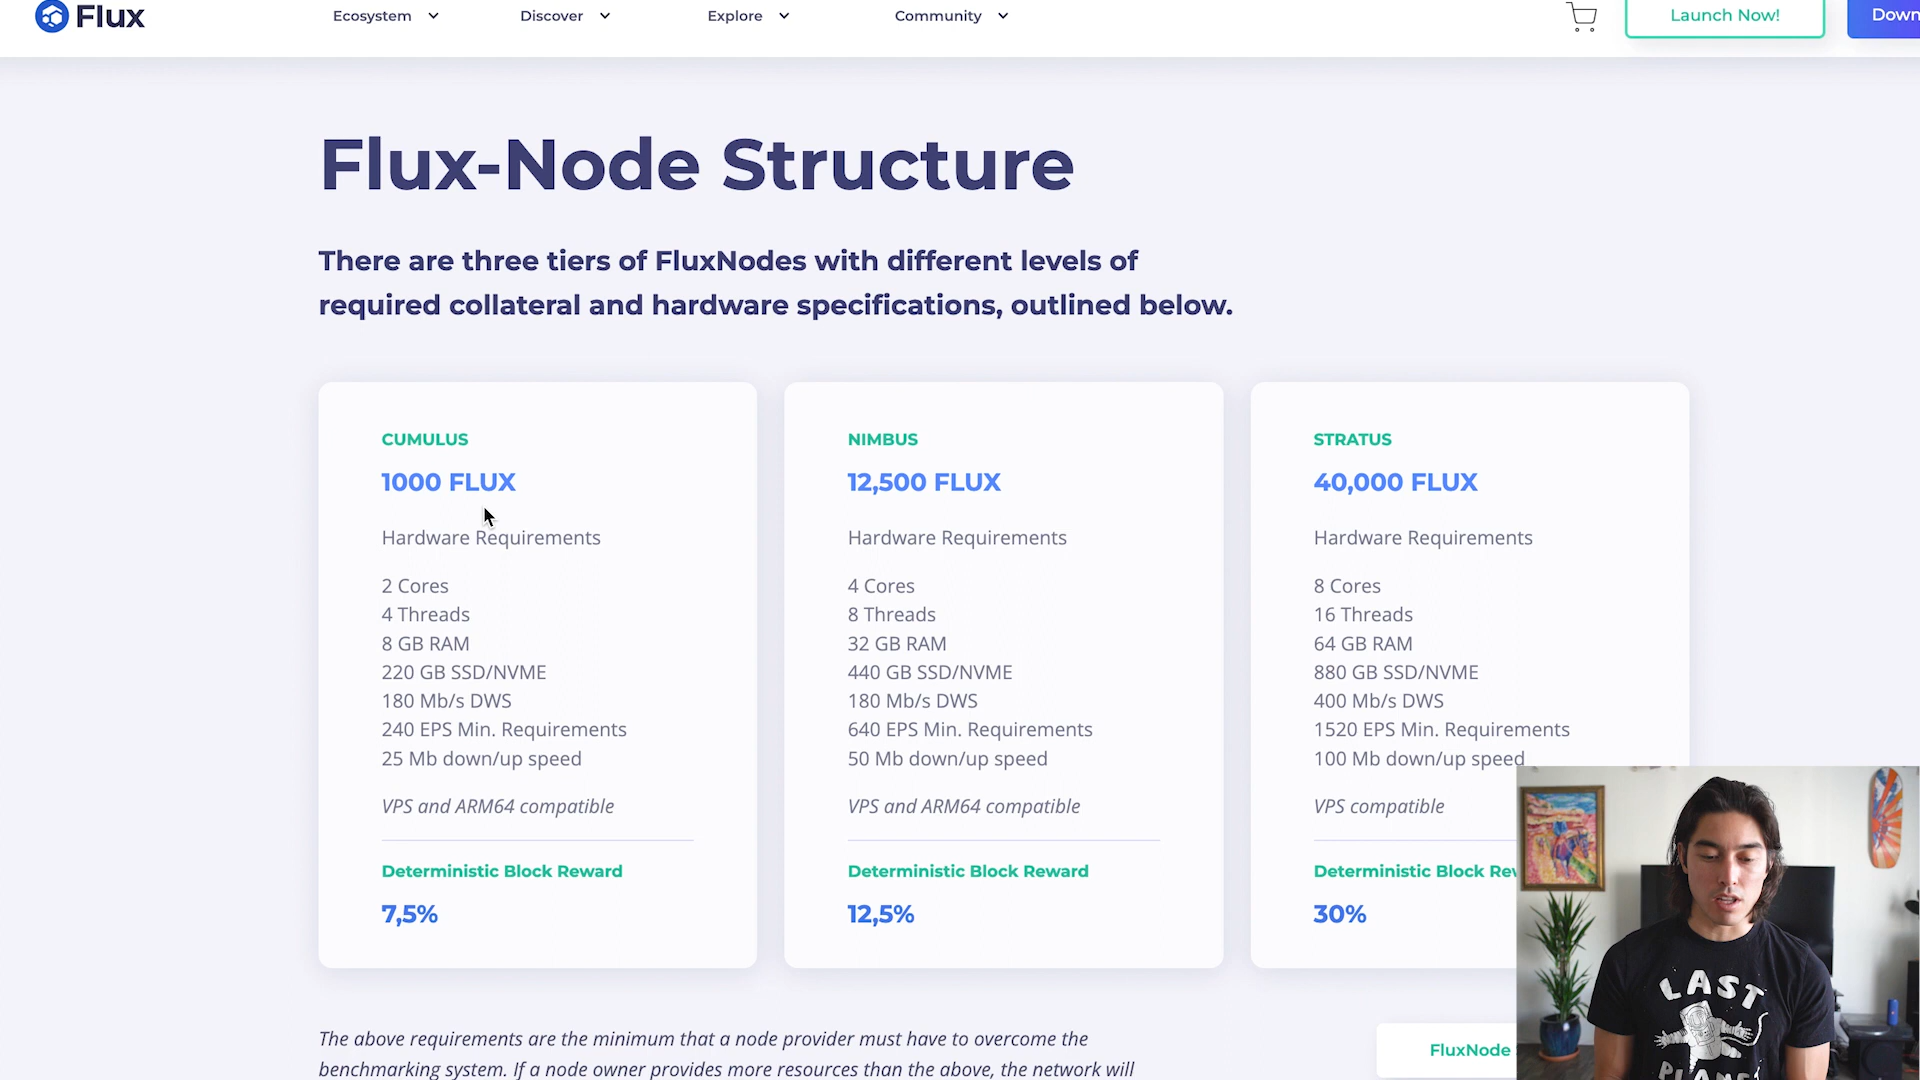 Flux
Ecosystem
Discover
Explore
Community
Launch Now!
Down
Flux-Node Structure
There are three tiers of FluxNodes with different levels of
required collateral and hardware specifications, outlined below.
CUMULUS
1000 FLUX
Hardware Requirements
2 Cores
4 Threads
8 GB RAM
220 GB SSD/NVME
180 Mb/s DWS
240 EPS Min. Requirements
25 Mb down/up speed
VPS and ARM64 compatible
Deterministic Block Reward
7,5%
NIMBUS
12,500 FLUX
Hardware Requirements
4 Cores
8 Threads
32 GB RAM
440 GB SSD/NVME
180 Mb/s DWS
640 EPS Min. Requirements
50 Mb down/up speed
VPS and ARM64 compatible
Deterministic Block Reward
12,5%
STRATUS
40,000 FLUX
Hardware Requirements
8 Cores
16 Threads
64 GB RAM
880 GB SSD/NVME
400 Mb/s DWS
1520 EPS Min. Requirements
100 Mb down/up speed
VPS compatible
Deterministic Block Rew
30%
The above requirements are the minimum that a node provider must have to overcome the
benchmarking system. If a node owner provides more resources than the above, the network will
FluxNode
LAST
PLANE